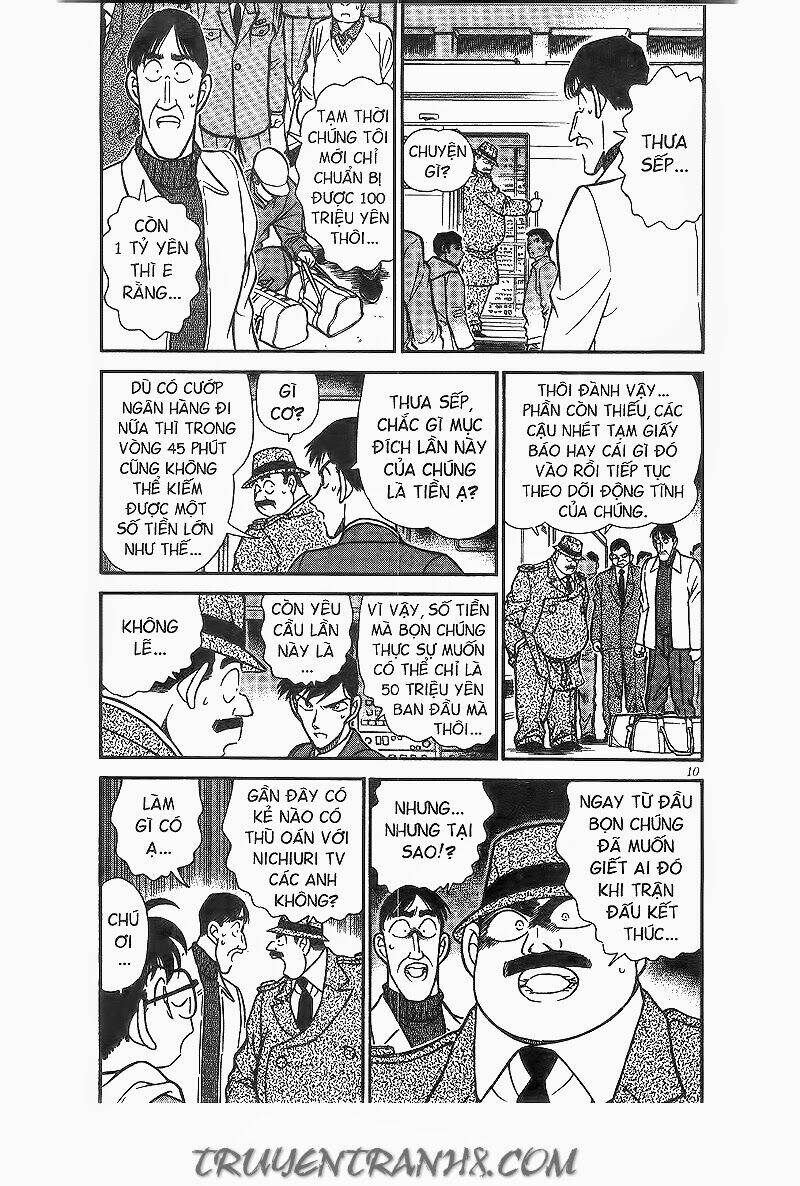 THƯA
SẾP...
CHUYỆN
GÌ?
TẠM THỜI
CHÚNG TÔI
MỚI CHỈ
CHUẨN BỊ
ĐƯỢC 100
TRIỆU YÊN
THÔI...
CÒN
1 TỶ YÊN
THÌ E
RẰNG...
THÔI ĐÀNH VẬY...
PHẦN CÒN THIẾU, CÁC
CẬU NHÉT TẠM GIẤY
BÁO HAY CÁI GÌ ĐÓ
VÀO RỒI TIẾP TỤC
THEO DÕI ĐỘNG TĨNH
CỦA CHÚNG.
THƯA SẾP,
CHẮC GÌ MỤC
ĐÍCH LẦN NÀY
CỦA CHÚNG
LÀ TIỀN Ạ?
GÌ
CƠ?
DÙ CÓ CƯỚP
NGÂN HÀNG ĐI
NỮA THÌ TRONG
VÒNG 45 PHÚT
CŨNG KHÔNG
THỂ KIẾM
ĐƯỢC MỘT
SỐ TIỀN LỚN
NHƯ THẾ...
VÌ VẬY, SỐ TIỀN
MÀ BỌN CHÚNG
THỰC SỰ MUỐN
CÓ THỂ CHỈ LÀ
50 TRIỆU YÊN
BAN ĐẦU MÀ
THÔI...
CÒN YÊU
CẦU LẦN
NÀY LÀ
...
KHÔNG
LẼ...
10
NGAY TỪ ĐẦU
BỌN CHÚNG
ĐÃ MUỐN
GIẾT AI ĐÓ
KHI TRẬN
ĐẤU KẾT
THÚC...
NHƯNG...
NHƯNG TẠI
SAO!?
GẦN ĐÂY CÓ
KẺ NÀO CÓ
THÙ OÁN VỚI
NICHIURI TV
CÁC ANH
KHÔNG?
LÀM
GÌ CÓ
Ạ...
CHÚ
ƠI
...
TRUYENTRANH8.COM